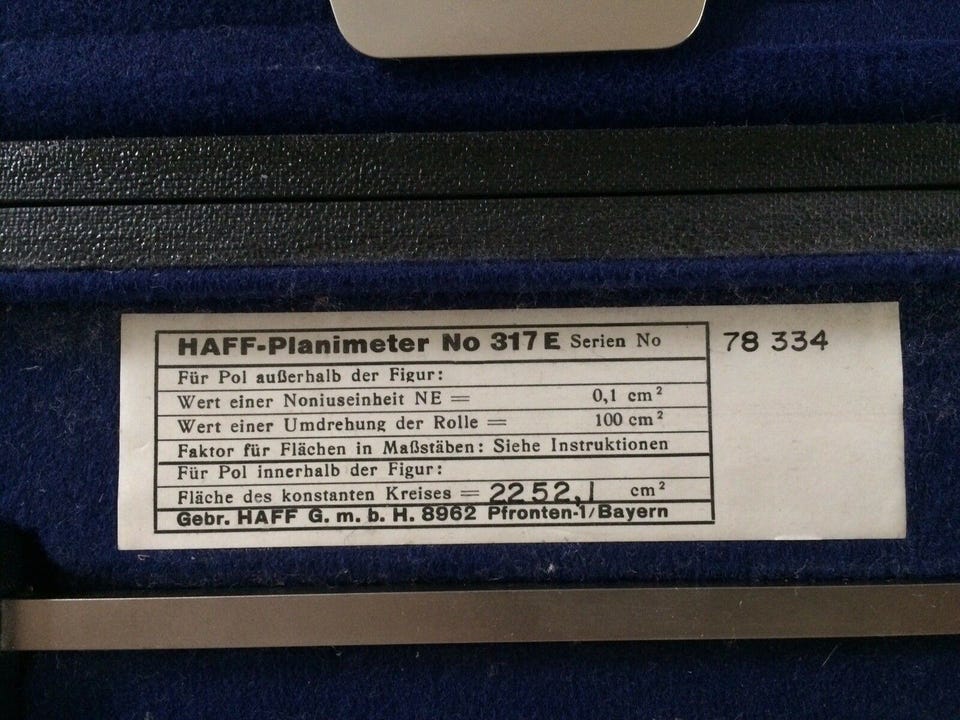 HAFF-Planimeter No 317 E Serien No 78 334
Für Pol außerhalb der Figur:
Wert einer Noniuseinheit NE = 0,1 cm²
Wert einer Umdrehung der Rolle = 100 cm²
Faktor für Flächen in Maßstäben: Siehe Instruktionen
Für Pol innerhalb der Figur:
Fläche des konstanten Kreises = 2252,1 cm²
Gebr. HAFF G. m. b. H. 8962 Pfronten-1/Bayern